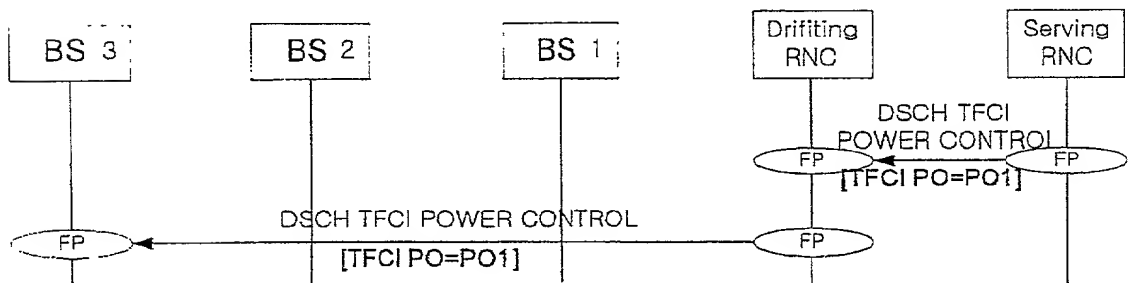 BS 3
BS 2
BS 1
Drifiting
RNC
Serving
RNC
DSCH TFCI
POWER CONTROL
FP
FP
[TFCI PO=PO1]
DSCH TFCI POWER CONTROL
FP
FP
[TFCI PO=PO1]